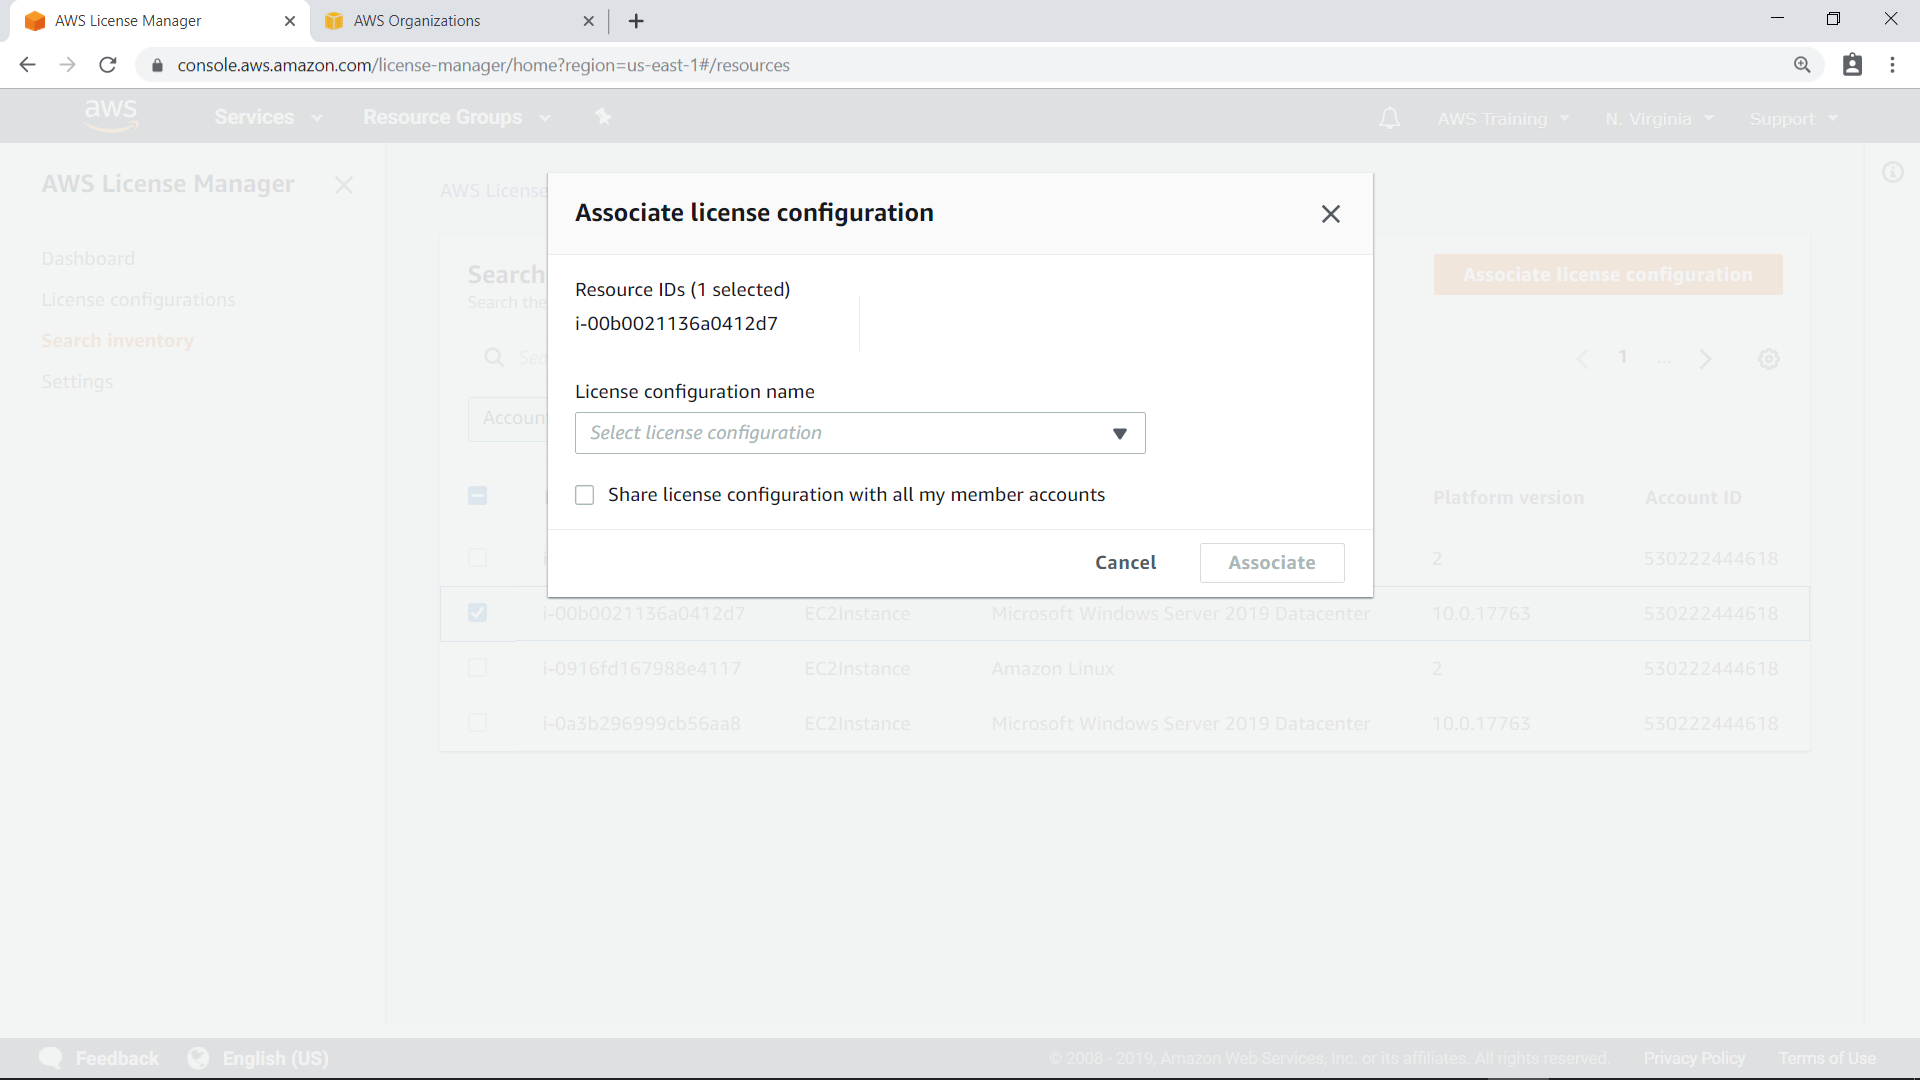 AWS License Manager
AWS Organizations
console.aws.amazon.com/license-manager/home?region=us-east-1#/resources
aws
Services
Resource Groups
AWS Training
N. Virginia
Support
AWS License Manager
Dashboard
License configurations
Search inventory
Settings
AWS License
Search
Search the
Associate license configuration
Sea
1
...
Accoun
Associate license configuration
Resource IDs (1 selected)
i-00b0021136a0412d7
License configuration name
Select license configuration
Share license configuration with all my member accounts
Cancel
Associate
Platform version
Account ID
2
530222444618
i-00b0021136a0412d7 EC2Instance Microsoft Windows Server 2019 Datacenter 10.0.17763 530222444618
i-0916fd167988e4117 EC2Instance Amazon Linux 2 530222444618
i-0a3b296999cb56aa8 EC2Instance Microsoft Windows Server 2019 Datacenter 10.0.17763 530222444618
Feedback
English (US)
© 2008 - 2019, Amazon Web Services, Inc. or its affiliates. All rights reserved.
Privacy Policy
Terms of Use